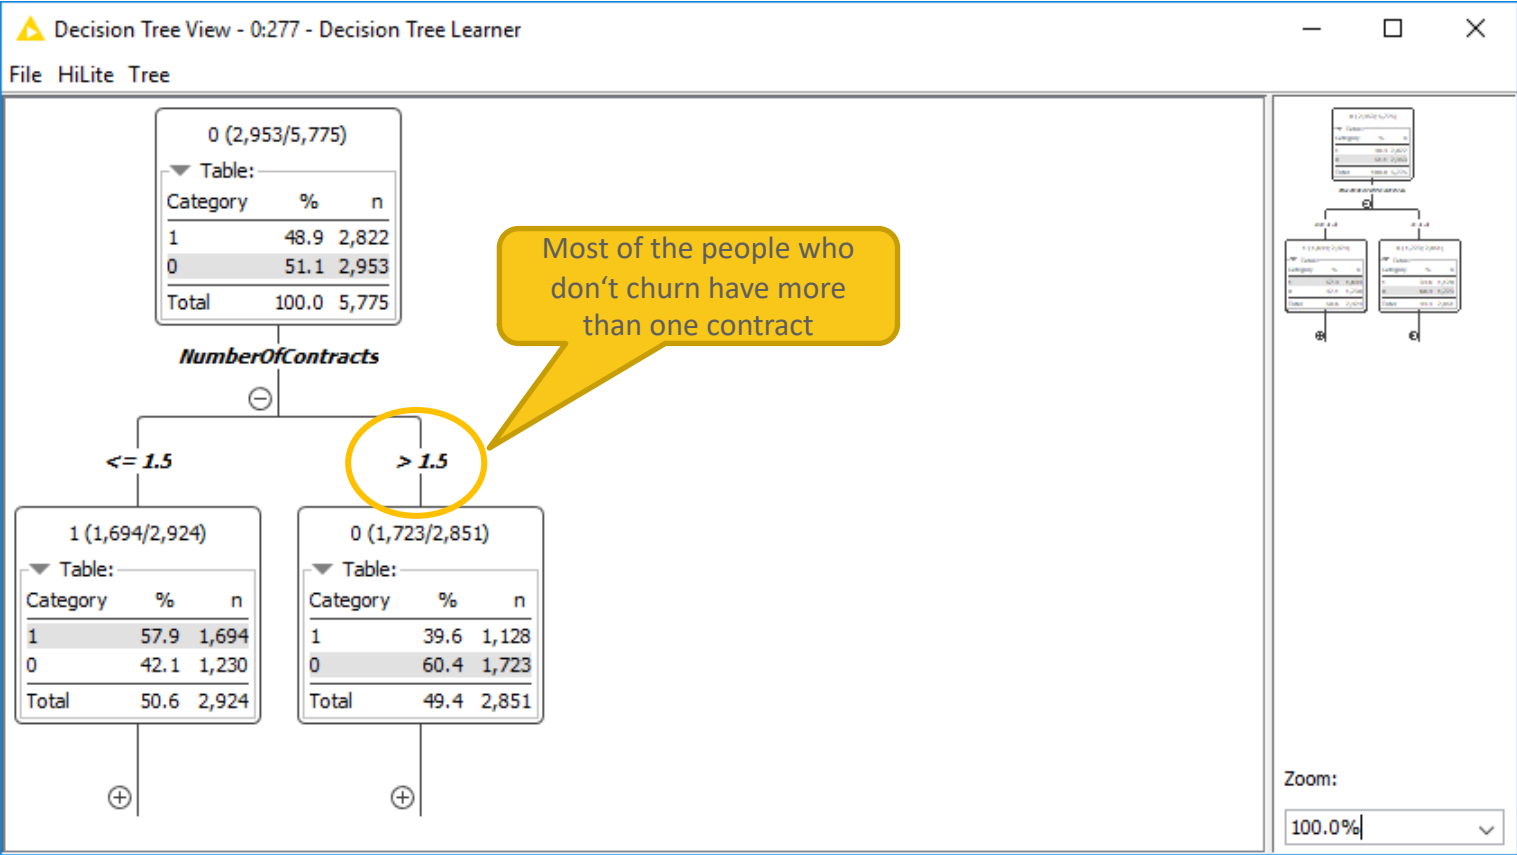 Decision Tree View - 0:277 - Decision Tree Learner
File HiLite Tree
0 (2,953/5,775)
Table:
Category % n
1 48.9 2,822
0 51.1 2,953
Total 100.0 5,775
NumberOfContracts
Most of the people who
don‘t churn have more
than one contract
<= 1.5
> 1.5
1 (1,694/2,924)
Table:
Category % n
1 57.9 1,694
0 42.1 1,230
Total 50.6 2,924
0 (1,723/2,851)
Table:
Category % n
1 39.6 1,128
0 60.4 1,723
Total 49.4 2,851
Zoom:
100.0%